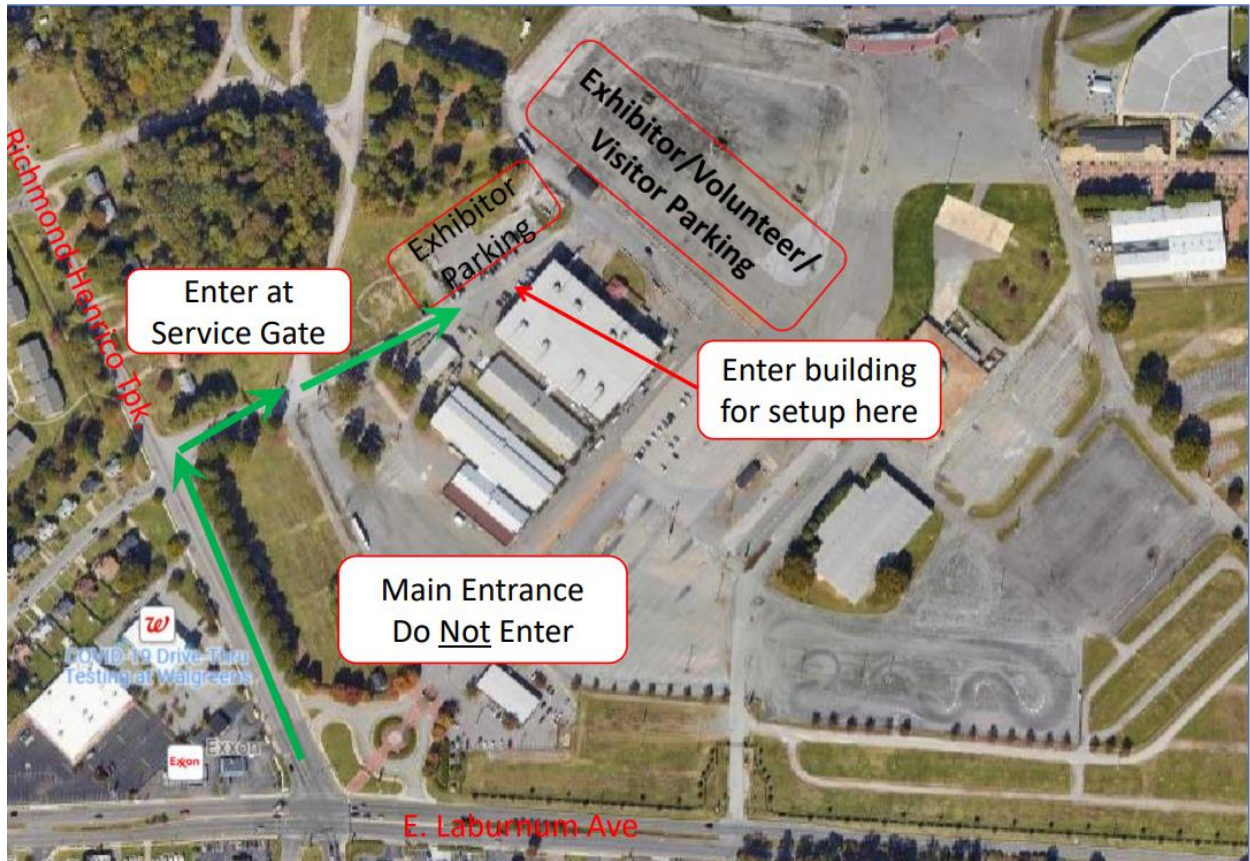 Exhibitor/Volunteer/
Visitor Parking
Exhibitor
Parking
Richmond-Henrico Tpk
Enter at
Service Gate
Enter building
for setup here
Main Entrance
Do Not Enter
W
COVID-19 Drive-Thru
Testing at Walgreens
Exxon
Exxon
E. Laburnum Ave